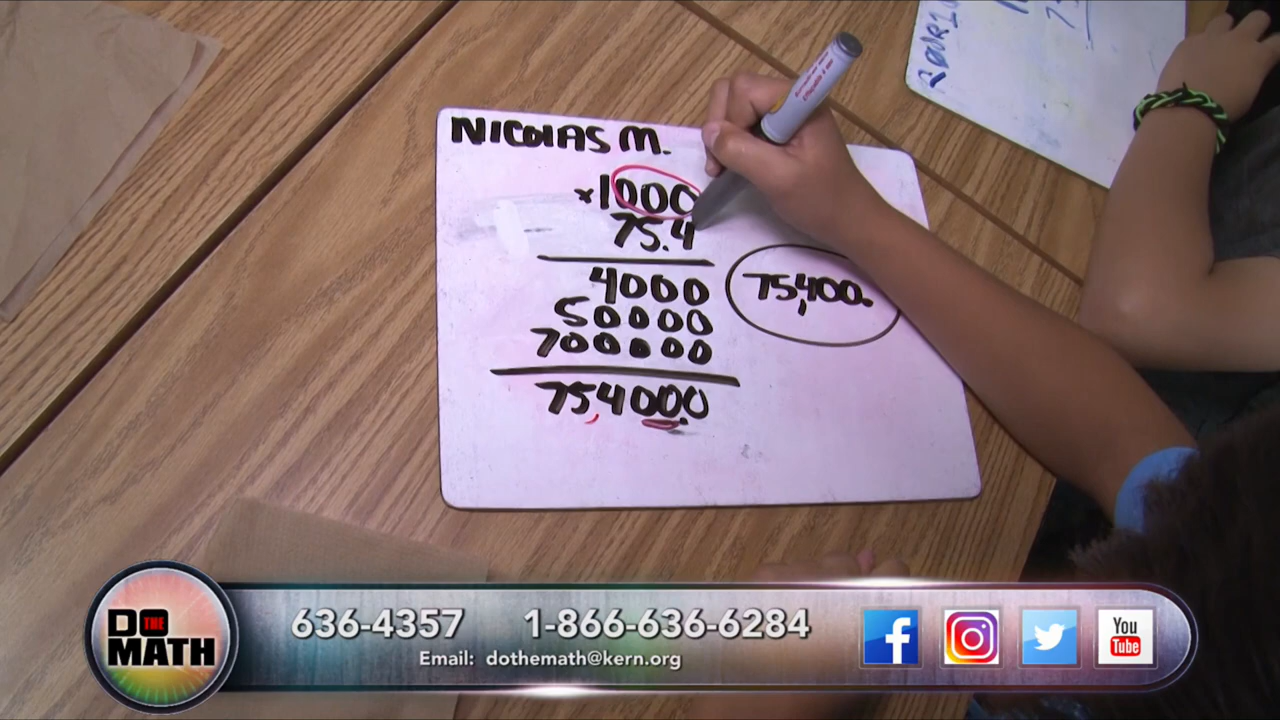 NICOLAS M.
×1000
75.4
4000
50000
700000
754000.
75,400.
DO THE MATH
636-4357 1-866-636-6284
Email: dothemath@kern.org
You
Tube